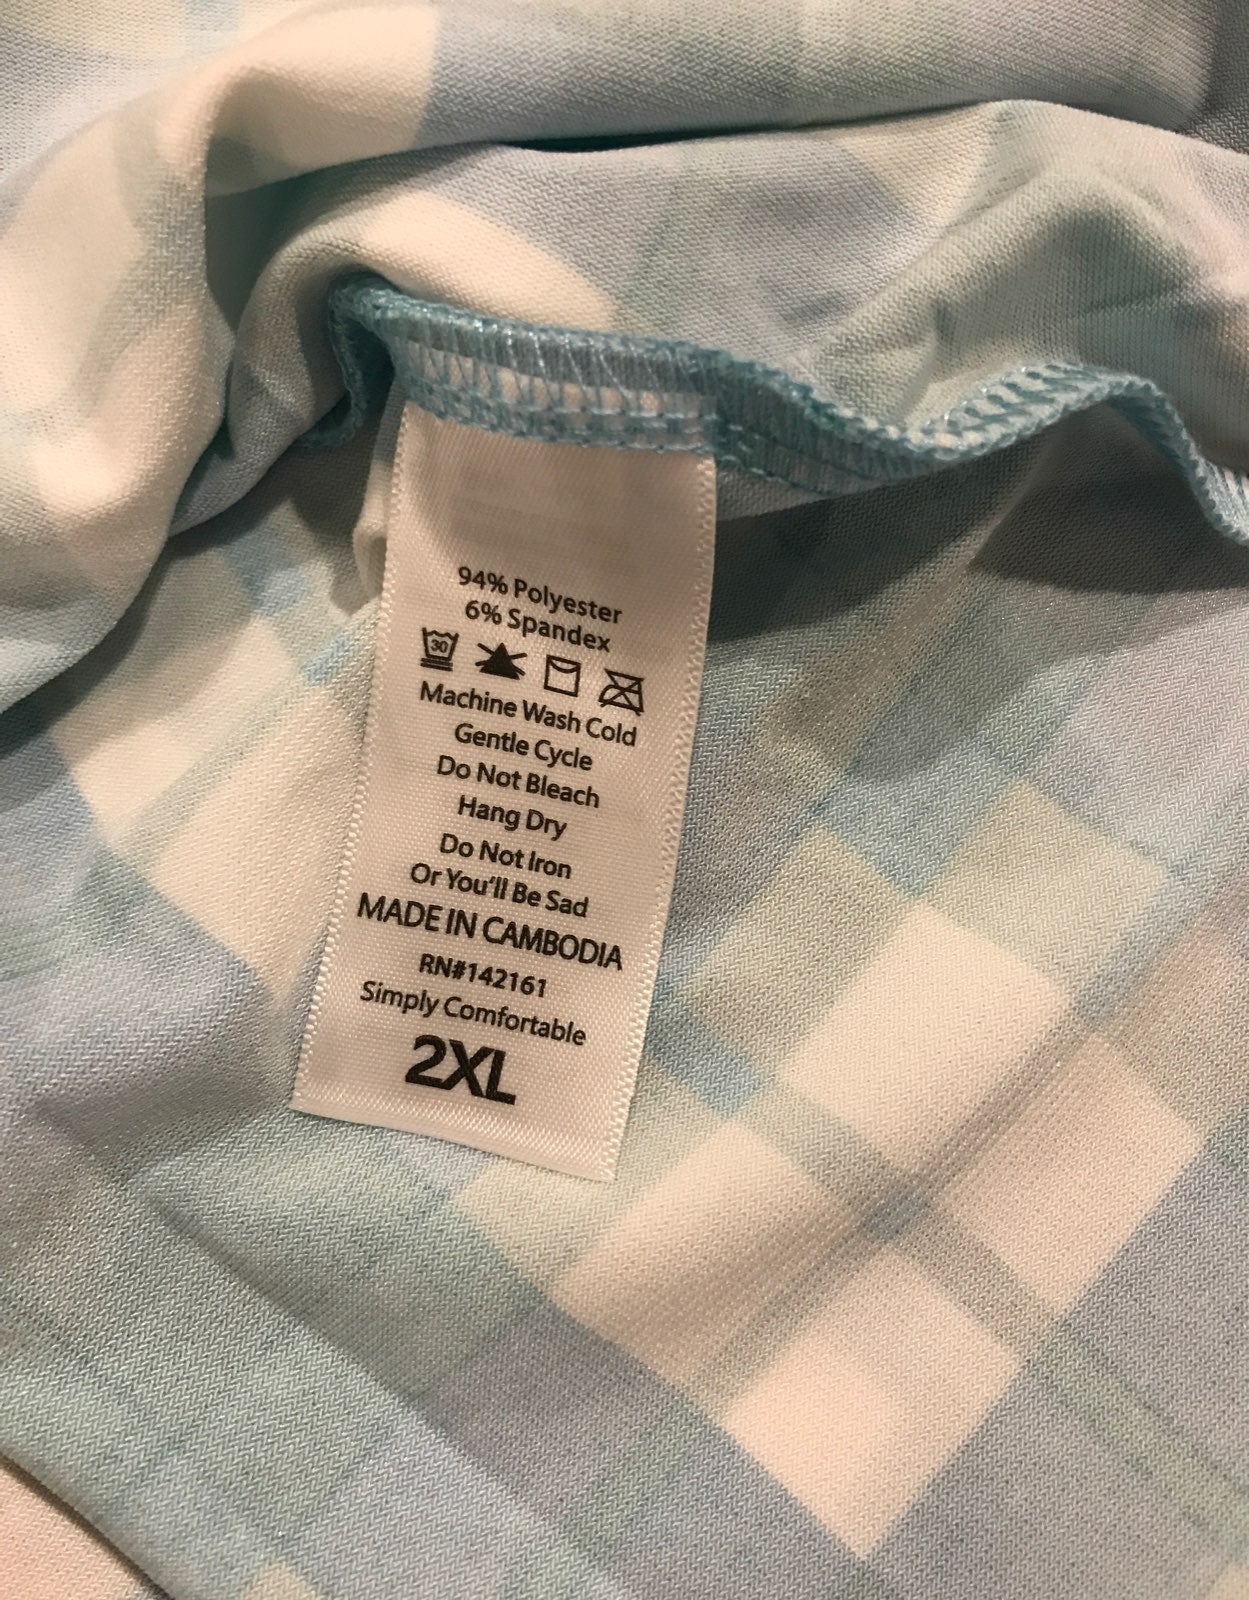 94% Polyester
6% Spandex
30
Machine Wash Cold
Gentle Cycle
Do Not Bleach
Hang Dry
Do Not Iron
Or You'll Be Sad
MADE IN CAMBODIA
RN#142161
Simply Comfortable
2XL